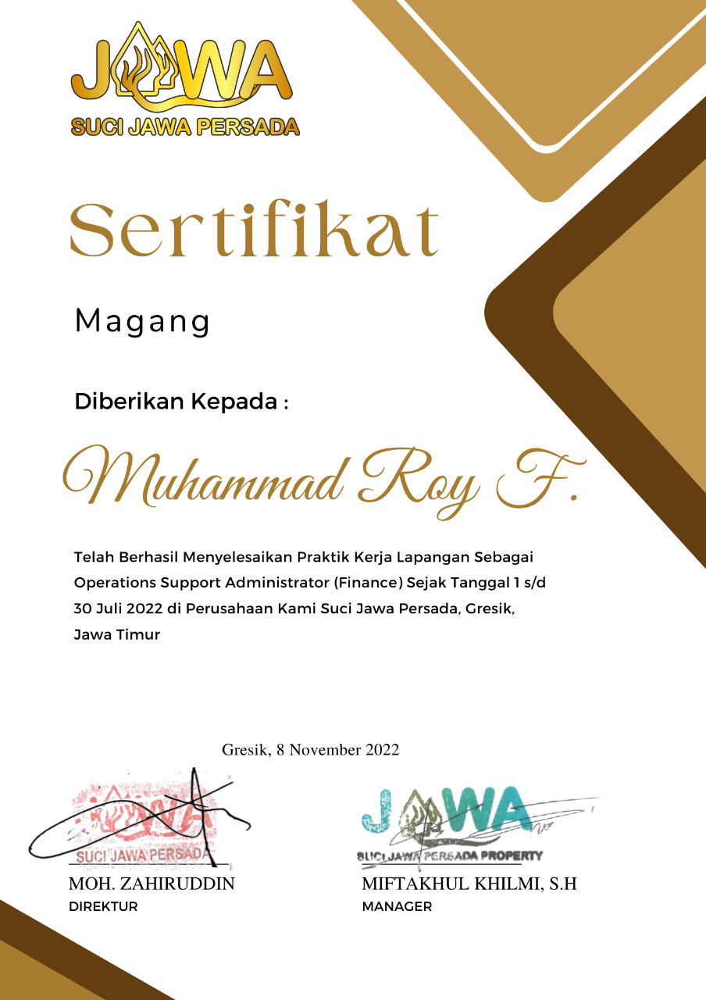 JAWA
SUCI JAWA PERSADA
Sertifikat
Magang
Diberikan Kepada :
Muhammad Roy F.
Telah Berhasil Menyelesaikan Praktik Kerja Lapangan Sebagai
Operations Support Administrator (Finance) Sejak Tanggal 1 s/d
30 Juli 2022 di Perusahaan Kami Suci Jawa Persada, Gresik,
Jawa Timur
Gresik, 8 November 2022
JAWA
SUCI JAWA PERSADA
MOH. ZAHIRUDDIN
DIREKTUR
JAWA
SUCI JAWA PERSADA PROPERTY
MIFTAKHUL KHILMI, S.H
MANAGER